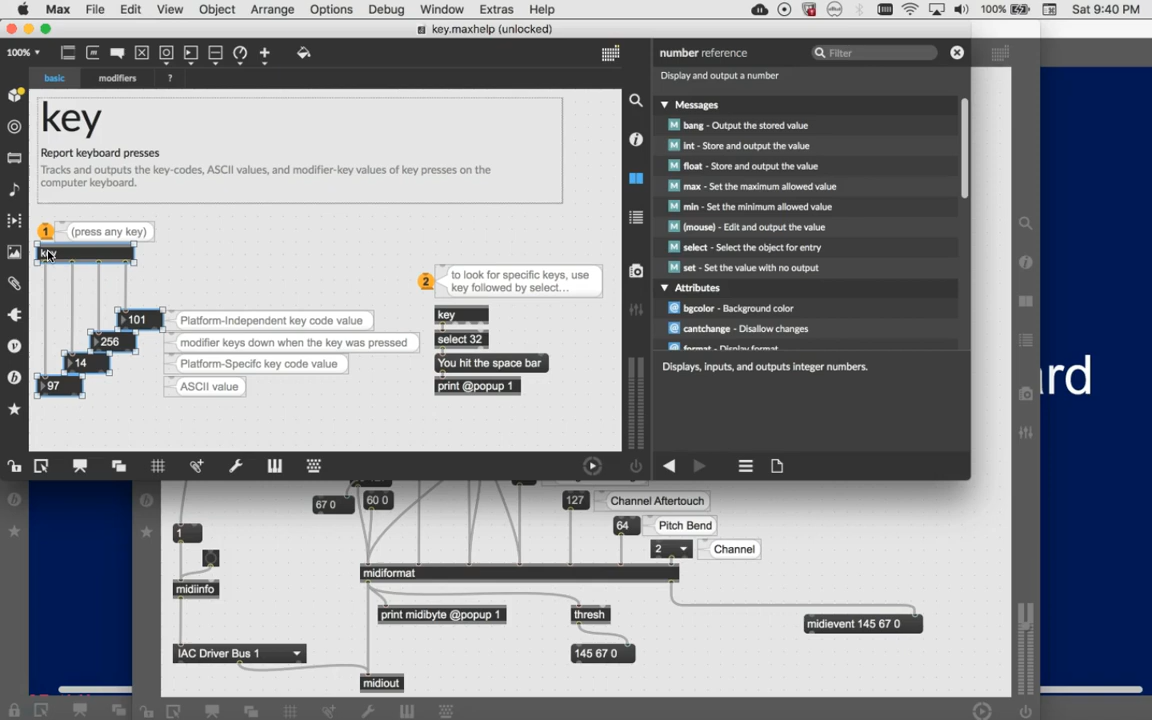 Max File Edit View Object Arrange Options Debug Window Extras Help
100% Sat 9:40 PM
key.maxhelp (unlocked)
100%
number reference
Filter
basic modifiers ?
Display and output a number
key
Report keyboard presses
Tracks and outputs the key-codes, ASCII values, and modifier-key values of key presses on the
computer keyboard.
1 (press any key)
2 to look for specific keys, use
key followed by select...
101 Platform-Independent key code value
256 modifier keys down when the key was pressed
14 Platform-Specifc key code value
97 ASCII value
key
select 32
You hit the space bar
print @popup 1
Messages
M bang - Output the stored value
M int - Store and output the value
M float - Store and output the value
M max - Set the maximum allowed value
M min - Set the minimum allowed value
M (mouse) - Edit and output the value
M select - Select the object for entry
M set - Set the value with no output
Attributes
@ bgcolor - Background color
@ cantchange - Disallow changes
@ format - Display format
Displays, inputs, and outputs integer numbers.
ard
67 0 60 0
127 Channel Aftertouch
64 Pitch Bend
2 Channel
1
midiinfo
midiformat
print midibyte @popup 1
thresh
midievent 145 67 0
IAC Driver Bus 1
145 67 0
midiout